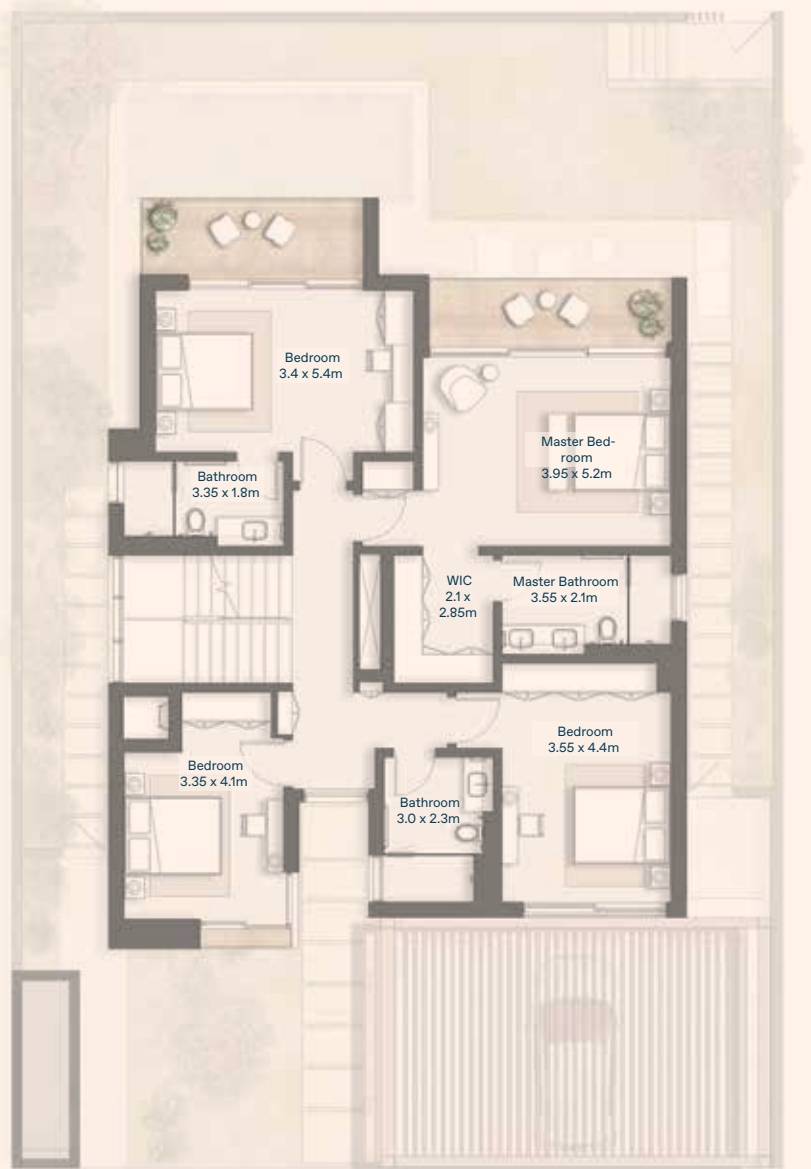 Bedroom
3.4 x 5.4m
Master Bed-
room
3.95 x 5.2m
Bathroom
3.35 x 1.8m
WIC
2.1 x
2.85m
Master Bathroom
3.55 x 2.1m
Bedroom
3.55 x 4.4m
Bedroom
3.35 x 4.1m
Bathroom
3.0 x 2.3m